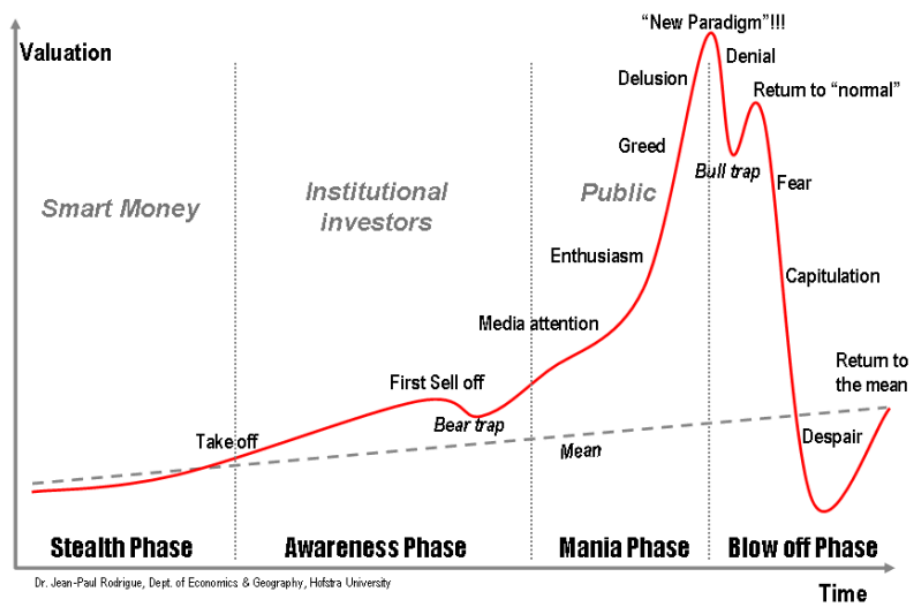 “New Paradigm”!!!
Valuation
Denial
Delusion
Return to “normal”
Greed
Bull trap
Fear
Smart Money
Institutional
investors
Public
Enthusiasm
Capitulation
Media attention
Return to
the mean
First Sell off
Bear trap
Take off
Mean
Despair
Stealth Phase
Awareness Phase
Mania Phase
Blow off Phase
Dr. Jean-Paul Rodrigue, Dept. of Economics & Geography, Hofstra University
Time